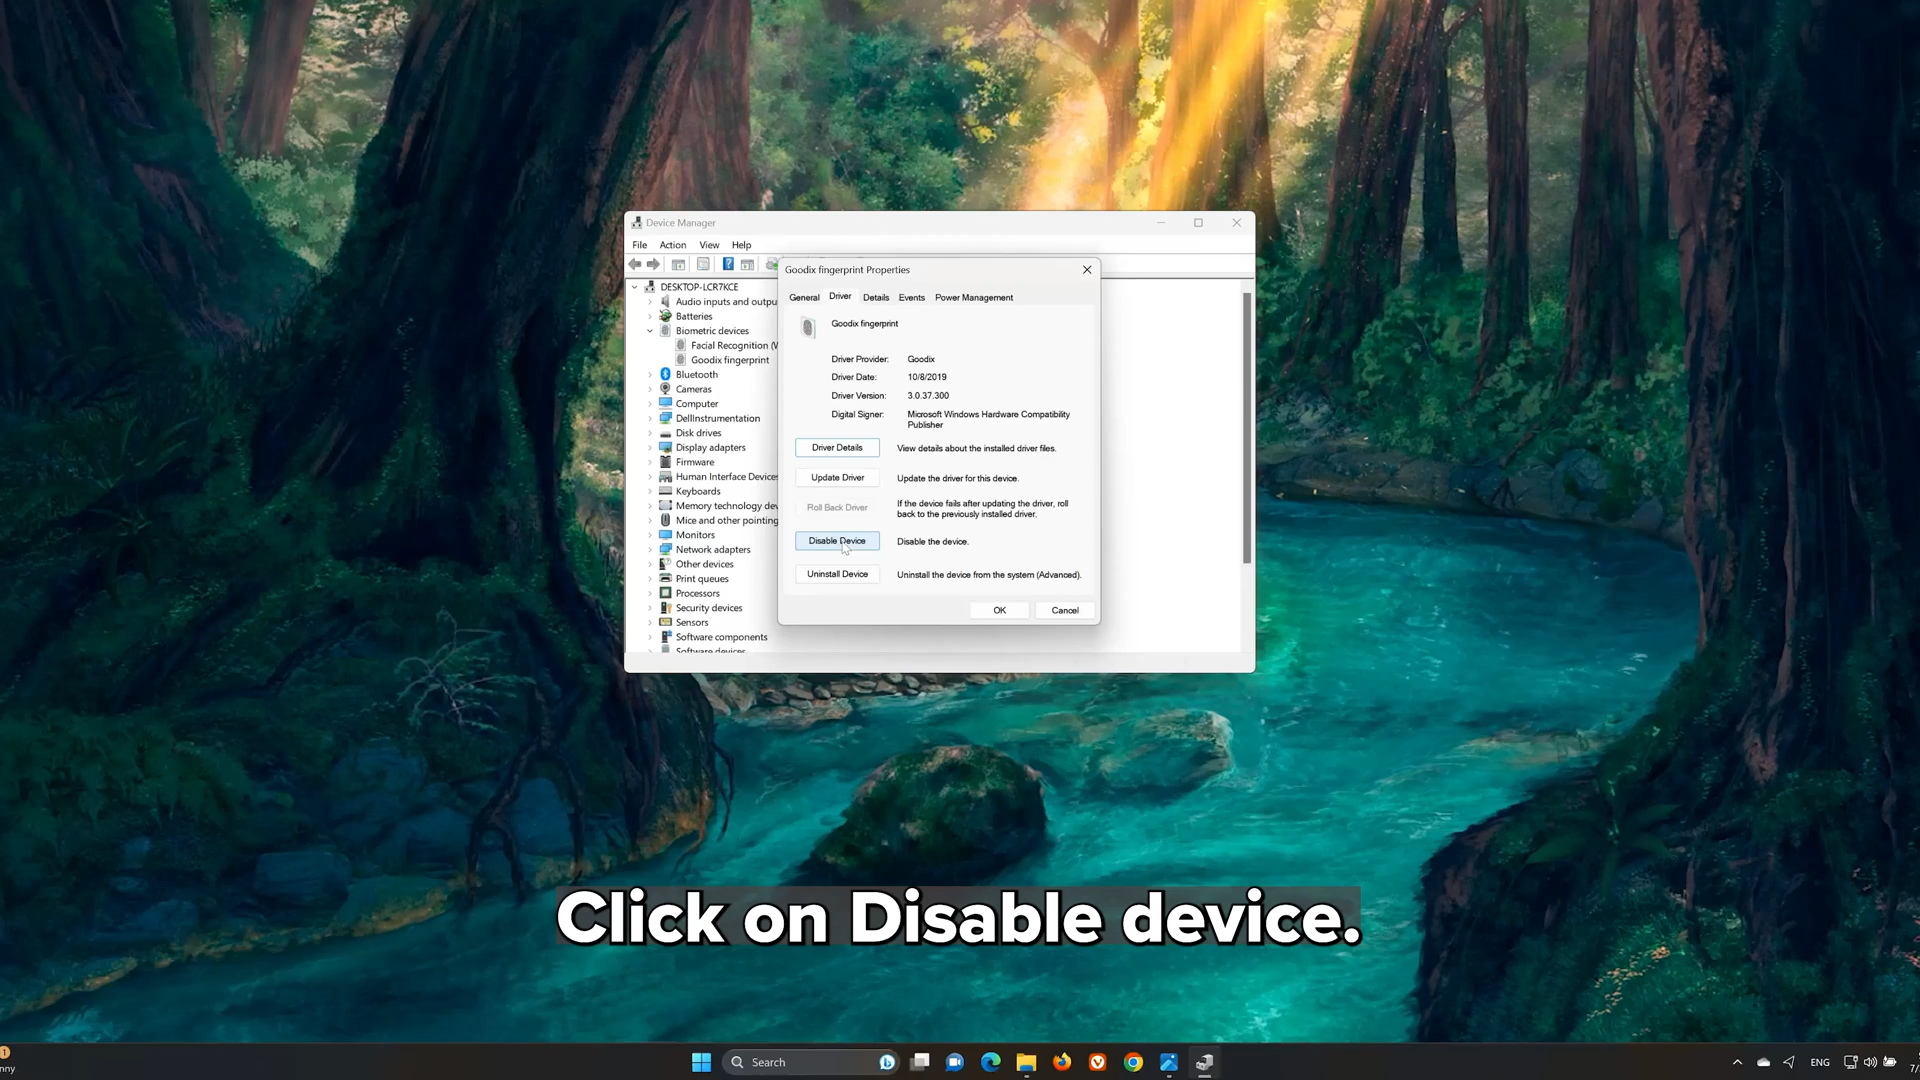 Device Manager
File Action View Help
DESKTOP-LCR7KCE
Audio inputs and outpu
Batteries
Biometric devices
Facial Recognition (W
Goodix fingerprint
Bluetooth
Cameras
Computer
DellInstrumentation
Disk drives
Display adapters
Firmware
Human Interface Devices
Keyboards
Memory technology dev
Mice and other pointing
Monitors
Network adapters
Other devices
Print queues
Processors
Security devices
Sensors
Software components
Software devices
Goodix fingerprint Properties
General Driver Details Events Power Management
Goodix fingerprint
Driver Provider: Goodix
Driver Date: 10/8/2019
Driver Version: 3.0.37.300
Digital Signer: Microsoft Windows Hardware Compatibility
Publisher
Driver Details View details about the installed driver files.
Update Driver Update the driver for this device.
Roll Back Driver If the device fails after updating the driver, roll
back to the previously installed driver.
Disable Device Disable the device.
Uninstall Device Uninstall the device from the system (Advanced).
OK Cancel
Click on Disable device.
1
nny
Search
ENG
7/